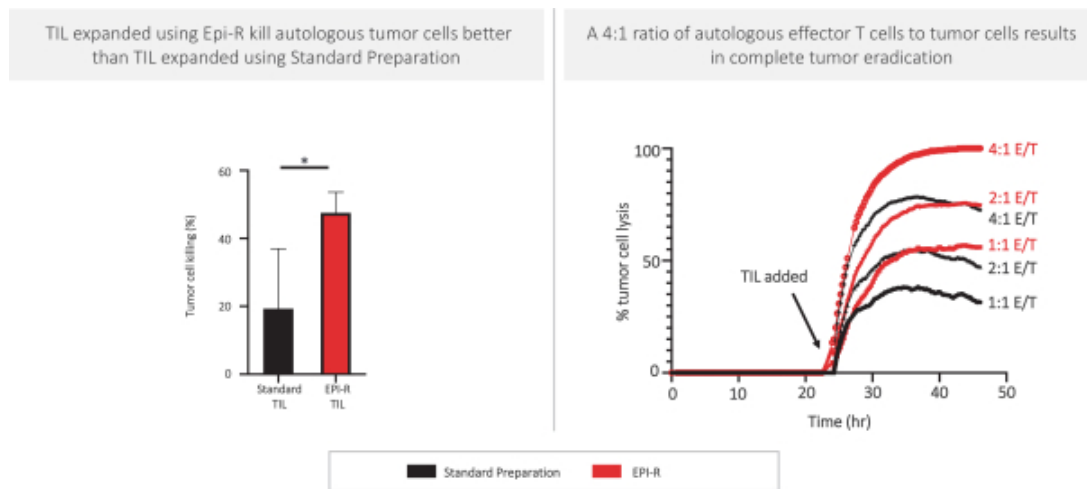 TIL expanded using Epi-R kill autologous tumor cells better
than TIL expanded using Standard Preparation
A 4:1 ratio of autologous effector T cells to tumor cells results
in complete tumor eradication
Tumor cell killing (%)
60
40
20
0
*
Standard
TIL
EPI-R
TIL
% tumor cell lysis
100
50
0
TIL added
4:1 E/T
2:1 E/T
4:1 E/T
1:1 E/T
2:1 E/T
1:1 E/T
0
10
20
30
40
50
Time (hr)
Standard Preparation
EPI-R